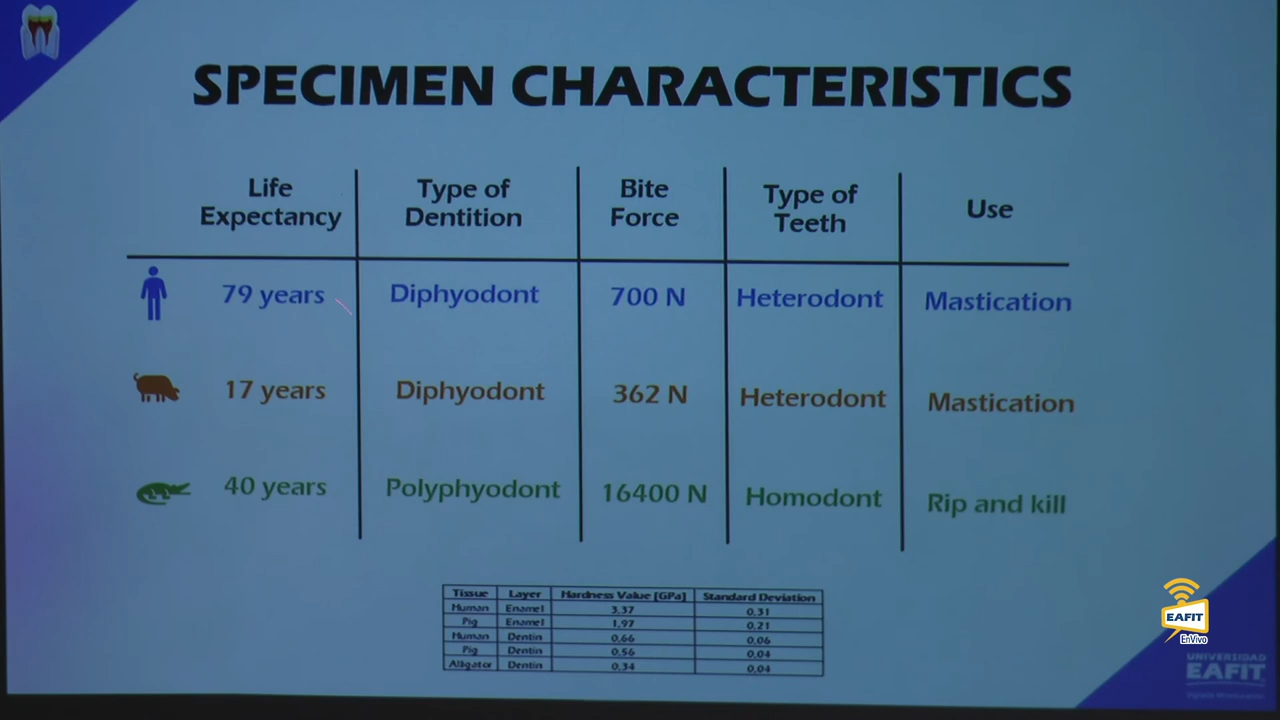 SPECIMEN CHARACTERISTICS
Life Expectancy Type of Dentition Bite Force Type of Teeth Use
79 years Diphyodont 700 N Heterodont Mastication
17 years Diphyodont 362 N Heterodont Mastication
40 years Polyphyodont 16400 N Homodont Rip and kill
Tissue Layer Hardness Value [GPa] Standard Deviation
Human Enamel 3,37 0,31
Pig Enamel 1,97 0,21
Human Dentin 0,66 0,06
Pig Dentin 0,56 0,04
Alligator Dentin 0,34 0,04
EAFIT
EnVivo
UNIVERSIDAD
EAFIT